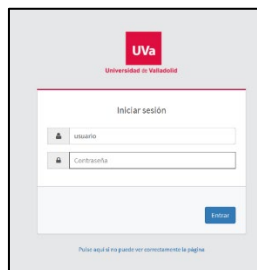 UVa
Universidad de Valladolid
Iniciar sesión
usuario
Contraseña
Entrar
Pulse aquí si no puede ver correctamente la página